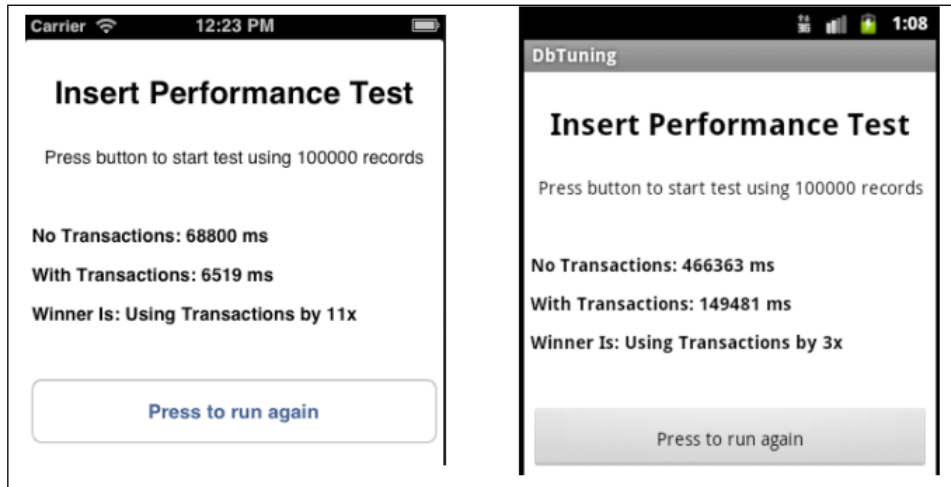 Carrier 12:23 PM
Insert Performance Test
Press button to start test using 100000 records
No Transactions: 68800 ms
With Transactions: 6519 ms
Winner Is: Using Transactions by 11x
Press to run again
3G 1:08
DbTuning
Insert Performance Test
Press button to start test using 100000 records
No Transactions: 466363 ms
With Transactions: 149481 ms
Winner Is: Using Transactions by 3x
Press to run again